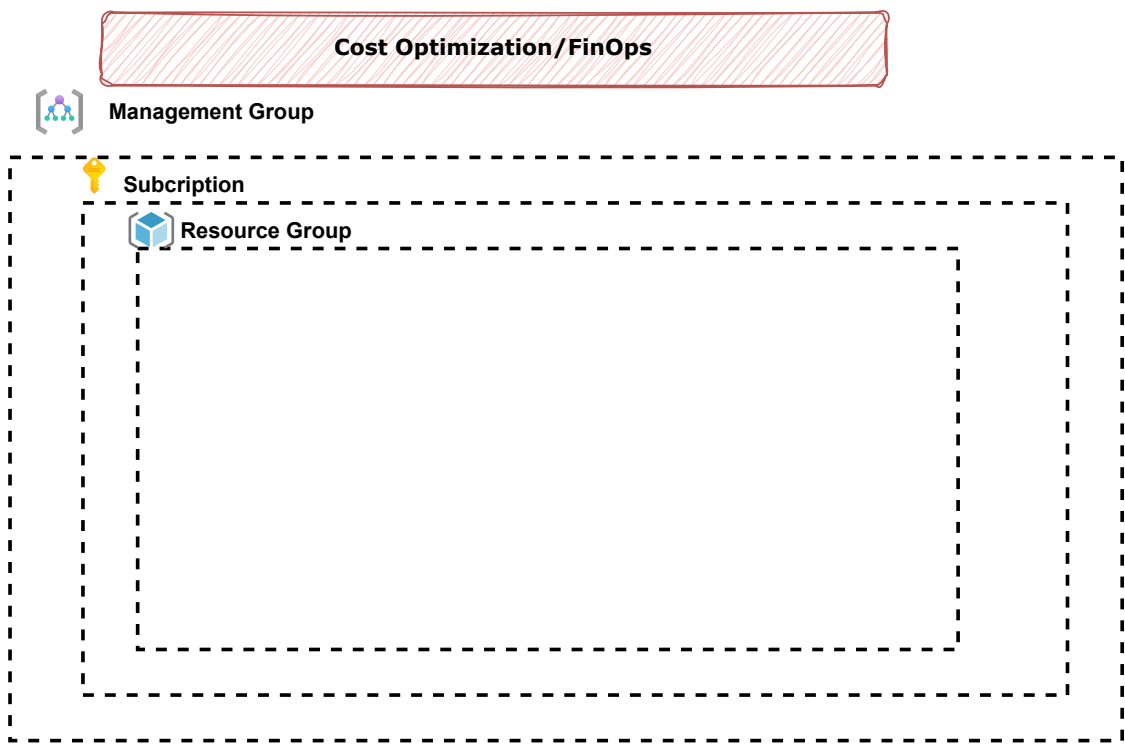 Cost Optimization/FinOps
Management Group
Subcription
Resource Group